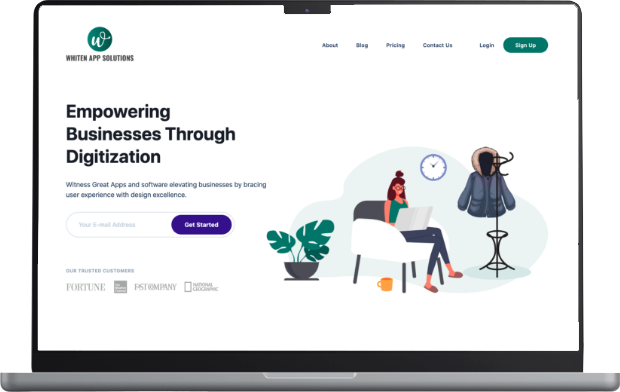 WHITEN APP SOLUTIONS
About Blog Pricing Contact Us Login Sign Up
Empowering
Businesses Through
Digitization
Witness Great Apps and software elevating businesses by bracing
user experience with design excellence.
Your E-mail Address Get Started
OUR TRUSTED CUSTOMERS
FORTUNE
FAST COMPANY
NATIONAL
GEOGRAPHIC